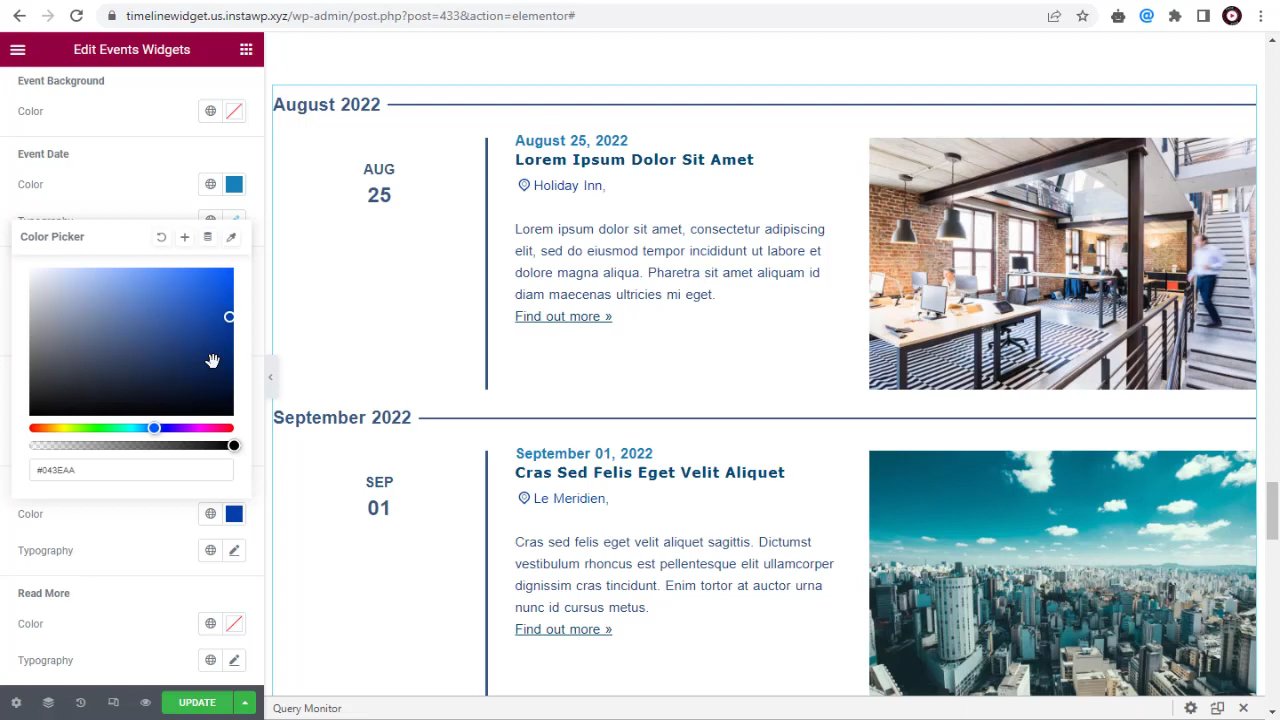 timelinewidget.us.instawp.xyz/wp-admin/post.php?post=433&action=elementor#
Edit Events Widgets
Event Background
Color
Event Date
Color
Typography
Color Picker
#043EAA
Color
Typography
Read More
Color
Typography
UPDATE
August 2022
AUG
25
August 25, 2022
Lorem Ipsum Dolor Sit Amet
Holiday Inn,
Lorem ipsum dolor sit amet, consectetur adipiscing
elit, sed do eiusmod tempor incididunt ut labore et
dolore magna aliqua. Pharetra sit amet aliquam id
diam maecenas ultricies mi eget.
Find out more »
September 2022
SEP
01
September 01, 2022
Cras Sed Felis Eget Velit Aliquet
Le Meridien,
Cras sed felis eget velit aliquet sagittis. Dictumst
vestibulum rhoncus est pellentesque elit ullamcorper
dignissim cras tincidunt. Enim tortor at auctor urna
nunc id cursus metus.
Find out more »
Query Monitor